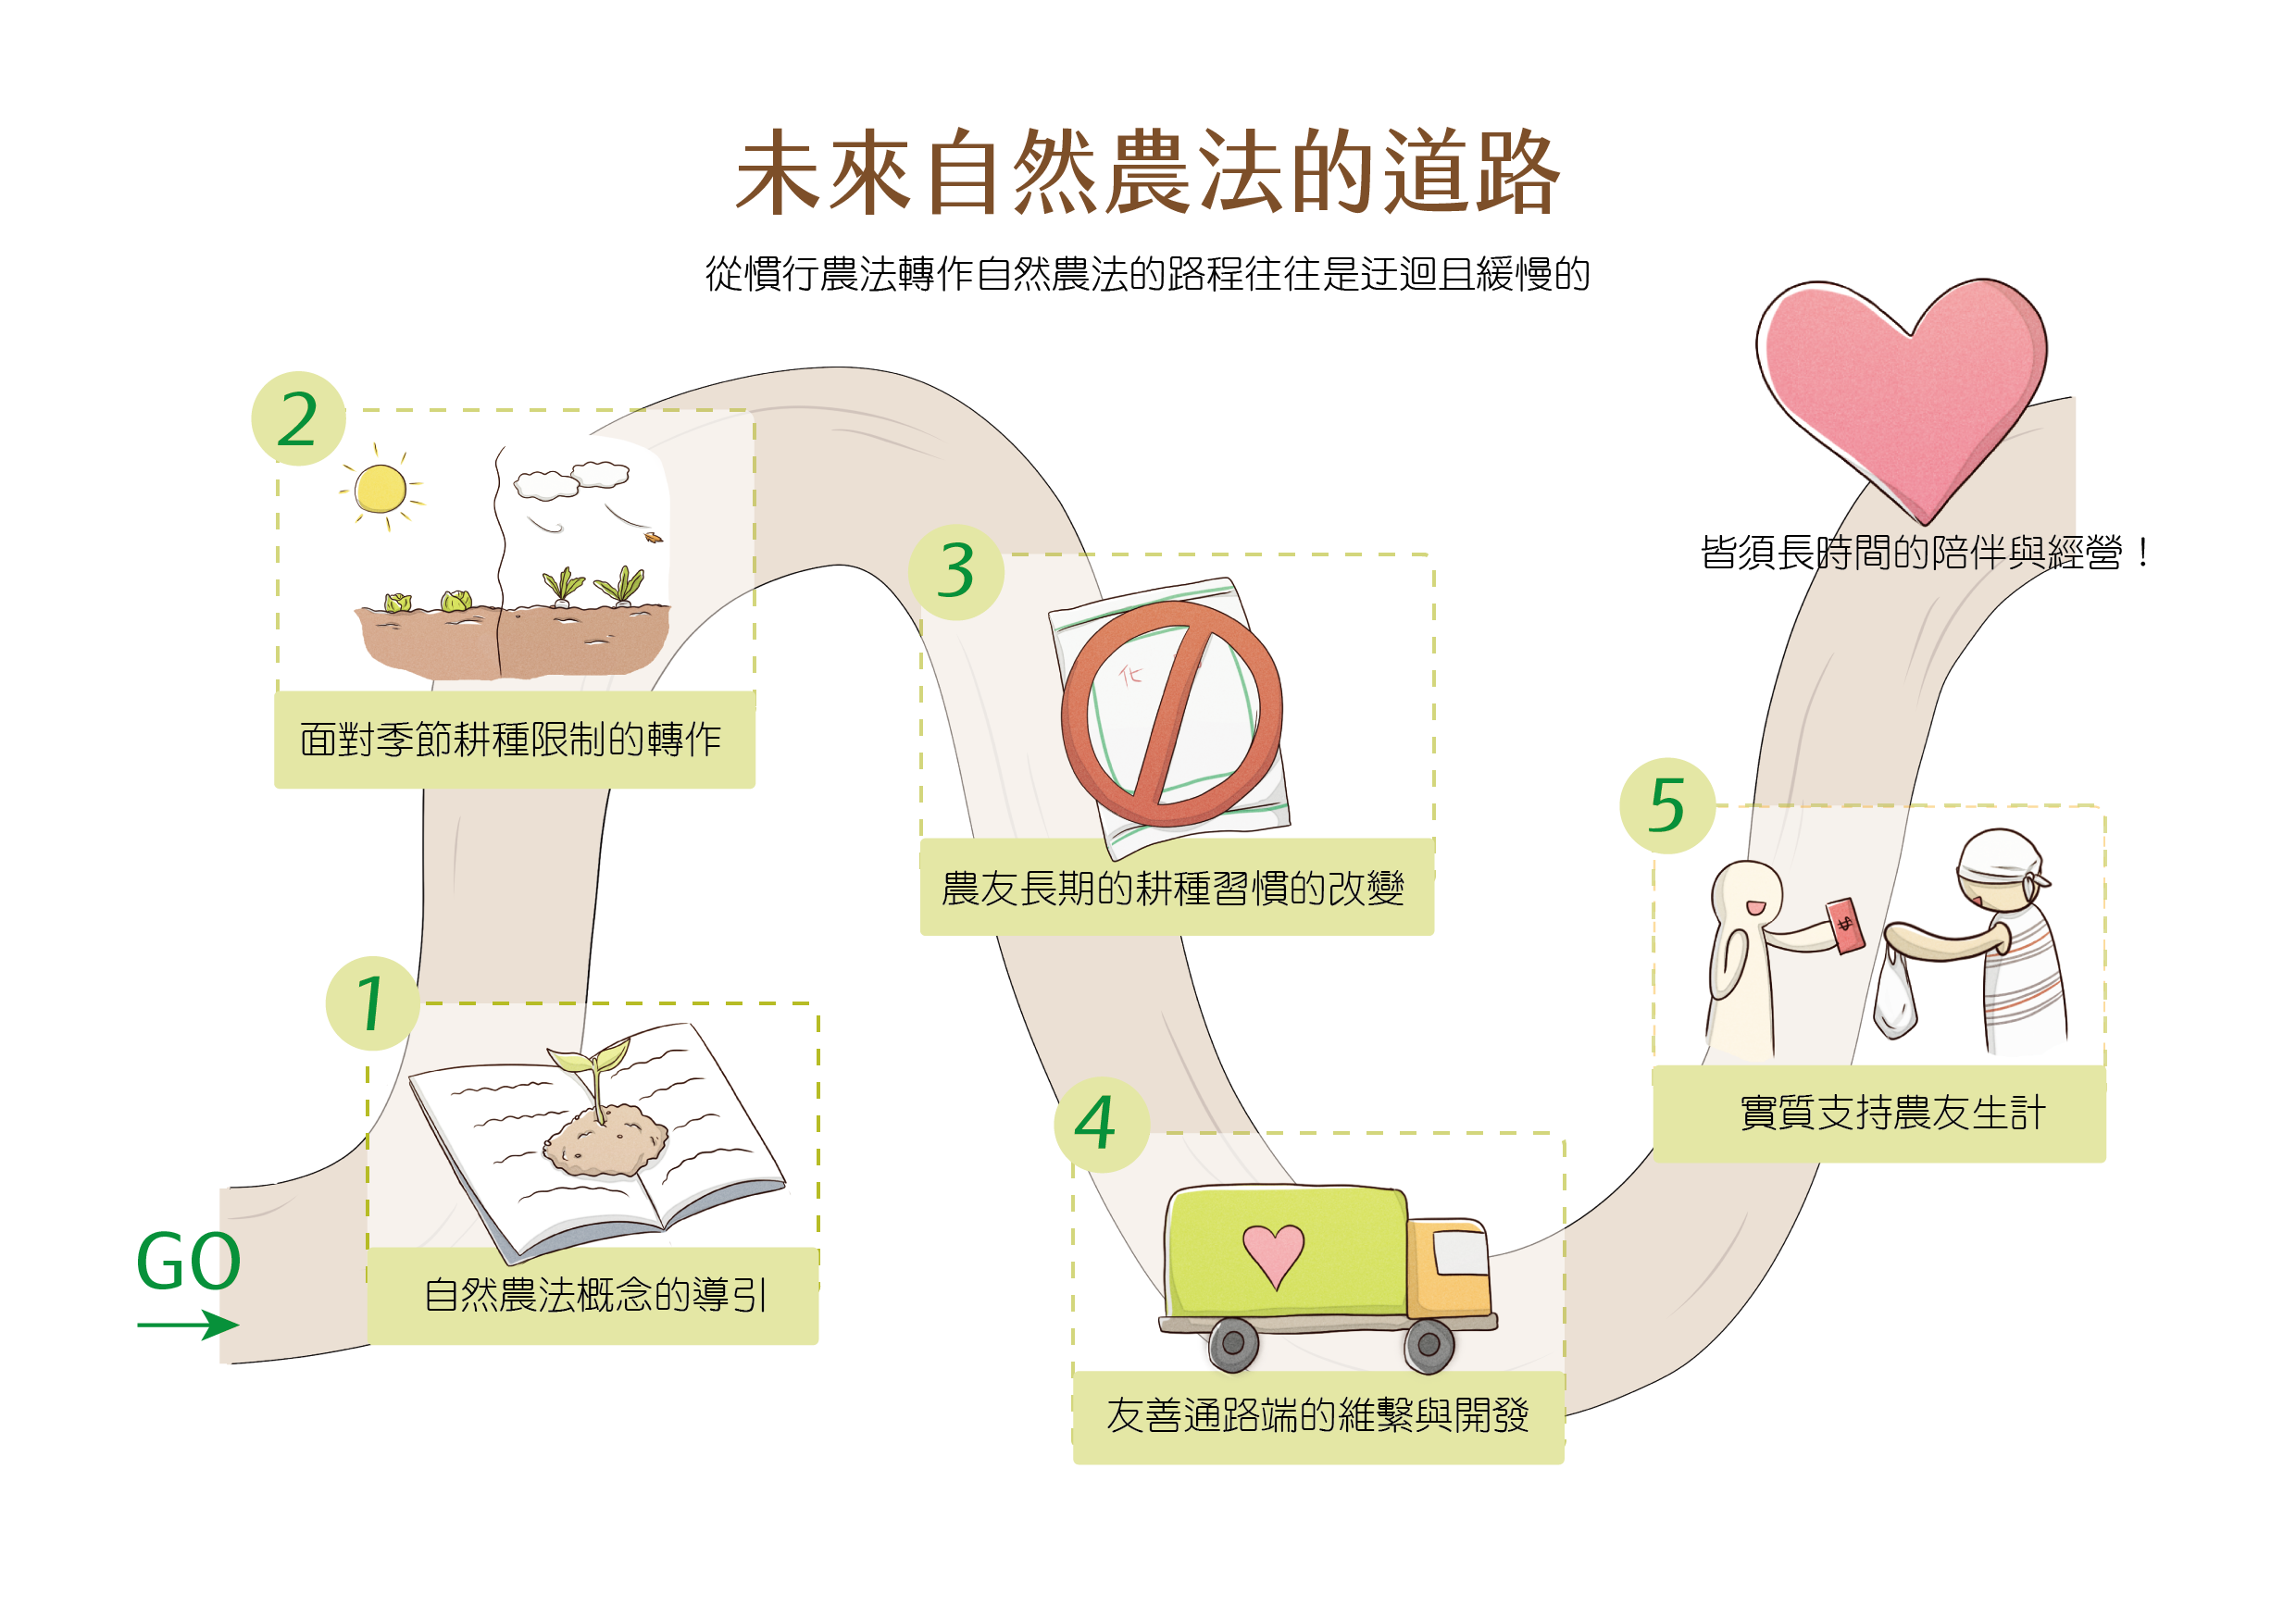 未來自然農法的道路
從慣行農法轉作自然農法的路程往往是迂迴且緩慢的
GO
1
自然農法概念的導引
2
面對季節耕種限制的轉作
3
化
農友長期的耕種習慣的改變
4
友善通路端的維繫與開發
5
$
實質支持農友生計
皆須長時間的陪伴與經營！